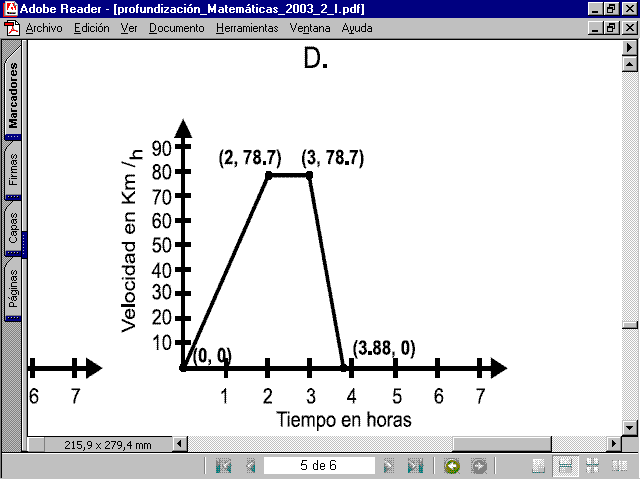 Adobe Reader - [profundización_Matemáticas_2003_2_I.pdf]
Archivo Edición Ver Documento Herramientas Ventana Ayuda
Marcadores
Firmas
Capas
Páginas
D.
Velocidad en Km / h
90
80
70
60
50
40
30
20
10
(2, 78.7) (3, 78.7)
(0, 0)
(3.88, 0)
6 7
1 2 3 4 5 6 7
Tiempo en horas
215,9 x 279,4 mm
5 de 6